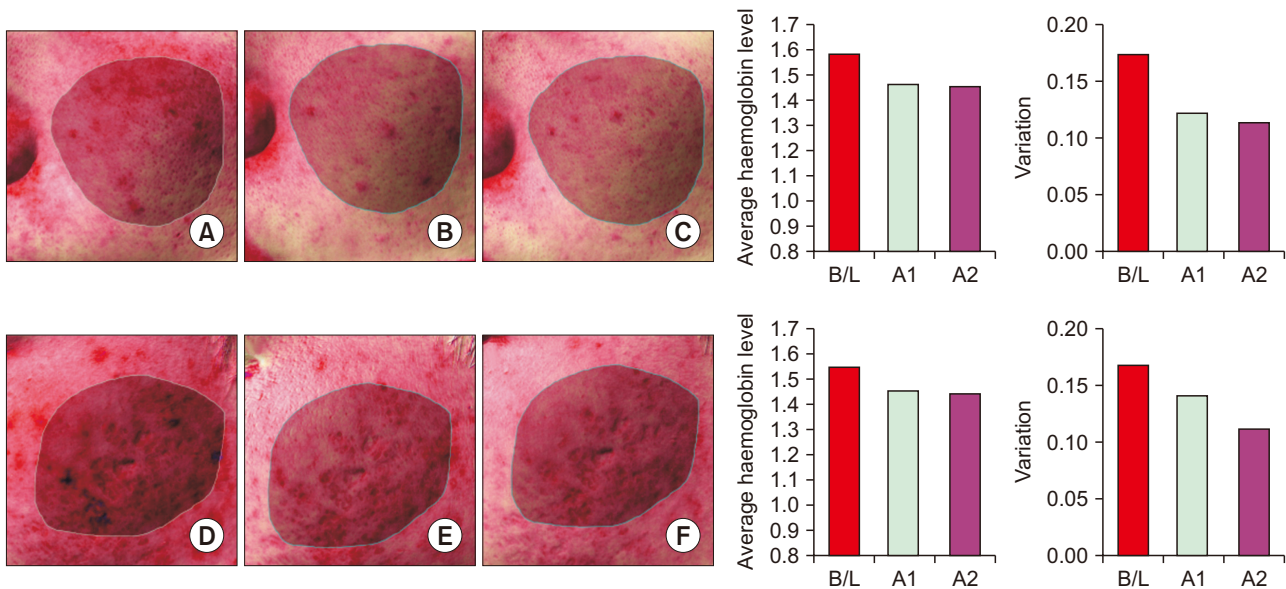 A
B
C
Average haemoglobin level
1.7
1.6
1.5
1.4
1.3
1.2
1.1
1.0
0.9
0.8
B/L A1 A2
Variation
0.20
0.15
0.10
0.05
0.00
B/L A1 A2
D
E
F
Average haemoglobin level
1.7
1.6
1.5
1.4
1.3
1.2
1.1
1.0
0.9
0.8
B/L A1 A2
Variation
0.20
0.15
0.10
0.05
0.00
B/L A1 A2